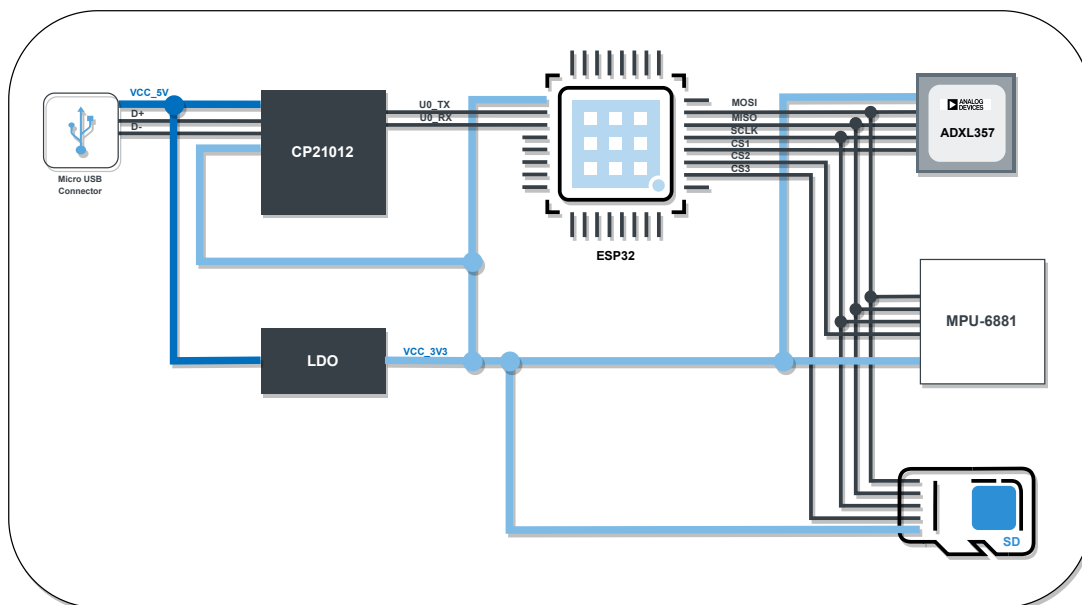 VCC_5V
D+
D-
Micro USB
Connector
CP21012
U0_TX
U0_RX
ESP32
MOSI
MISO
SCLK
CS1
CS2
CS3
ANALOG
DEVICES
ADXL357
LDO
VCC_3V3
MPU-6881
SD